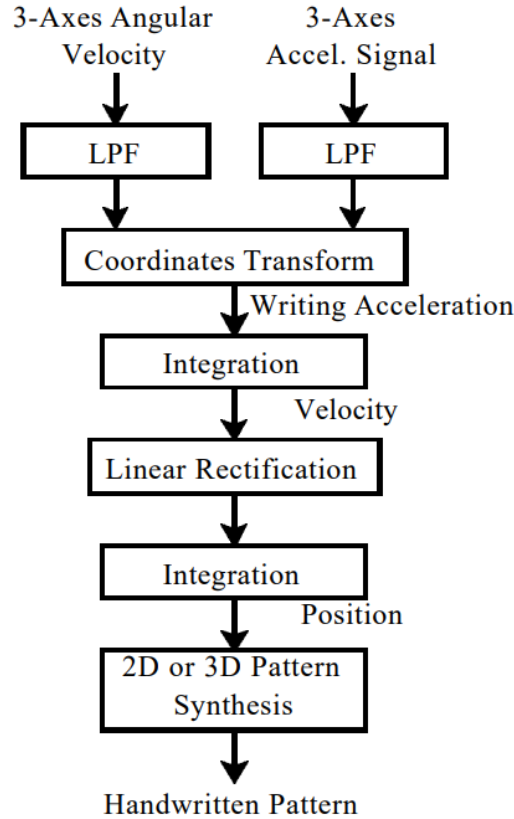 3-Axes Angular
Velocity
3-Axes
Accel. Signal
LPF
LPF
Coordinates Transform
Writing Acceleration
Integration
Velocity
Linear Rectification
Integration
Position
2D or 3D Pattern
Synthesis
Handwritten Pattern